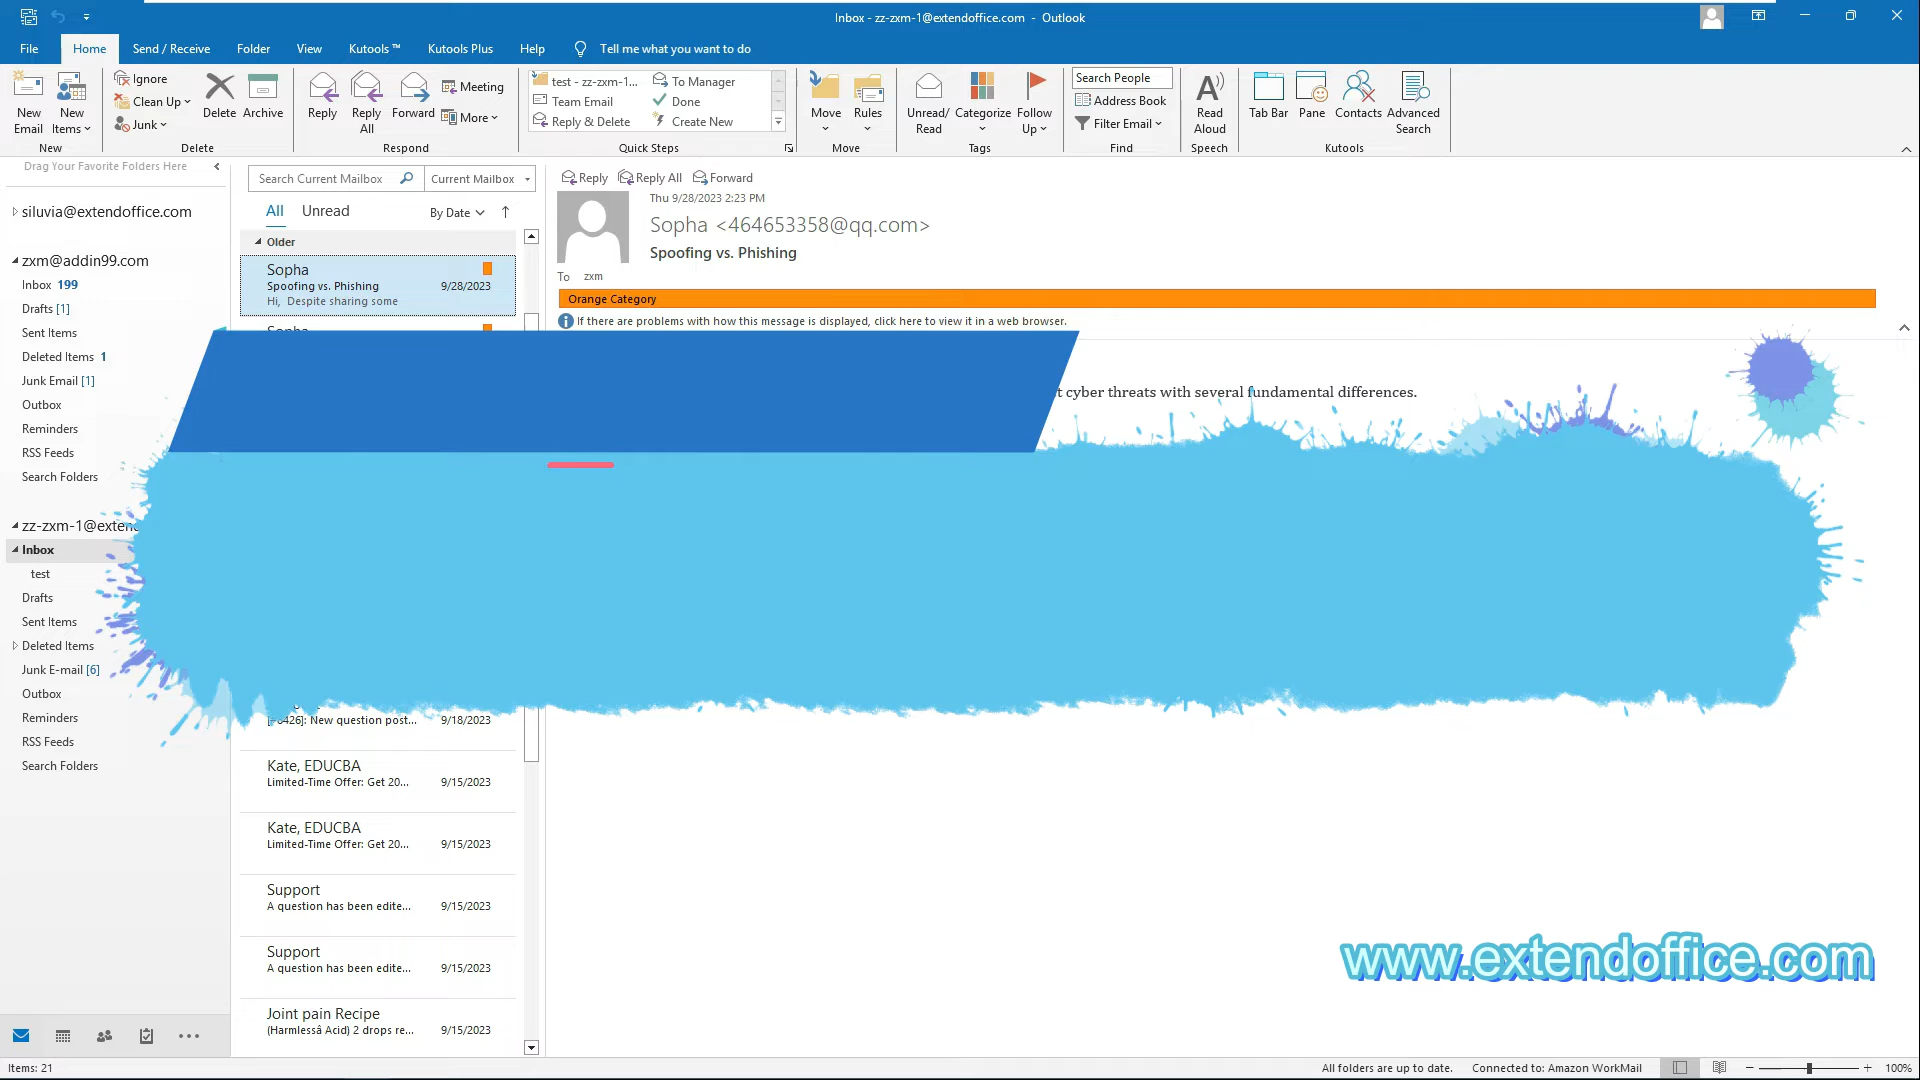 Inbox - zz-zxm-1@extendoffice.com - Outlook
File Home Send / Receive Folder View Kutools ™ Kutools Plus Help Tell me what you want to do
New Email
New Items
New
Ignore
Clean Up
Junk
Delete
Archive
Delete
Reply
Reply All
Forward
Meeting
More
Respond
test - zz-zxm-1...
Team Email
Reply & Delete
To Manager
Done
Create New
Quick Steps
Move
Rules
Move
Unread/ Read
Categorize
Follow Up
Tags
Search People
Address Book
Filter Email
Find
Read Aloud
Speech
Tab Bar
Pane
Contacts
Advanced Search
Kutools
Drag Your Favorite Folders Here
siluvia@extendoffice.com
zxm@addin99.com
Inbox 199
Drafts [1]
Sent Items
Deleted Items 1
Junk Email [1]
Outbox
Reminders
RSS Feeds
Search Folders
zz-zxm-1@exten
Inbox
test
Drafts
Sent Items
Deleted Items
Junk E-mail [6]
Outbox
Reminders
RSS Feeds
Search Folders
Search Current Mailbox Current Mailbox
All Unread By Date
Older
Sopha
Spoofing vs. Phishing 9/28/2023
Hi, Despite sharing some
Sopha
New question post... 9/18/2023
Kate, EDUCBA
Limited-Time Offer: Get 20... 9/15/2023
Kate, EDUCBA
Limited-Time Offer: Get 20... 9/15/2023
Support
A question has been edite... 9/15/2023
Support
A question has been edite... 9/15/2023
Joint pain Recipe
(Harmlessâ Acid) 2 drops re... 9/15/2023
Reply Reply All Forward
Thu 9/28/2023 2:23 PM
Sopha <464653358@qq.com>
Spoofing vs. Phishing
To zxm
Orange Category
If there are problems with how this message is displayed, click here to view it in a web browser.
t cyber threats with several fundamental differences.
www.extendoffice.com
Items: 21
All folders are up to date. Connected to: Amazon WorkMail 100%